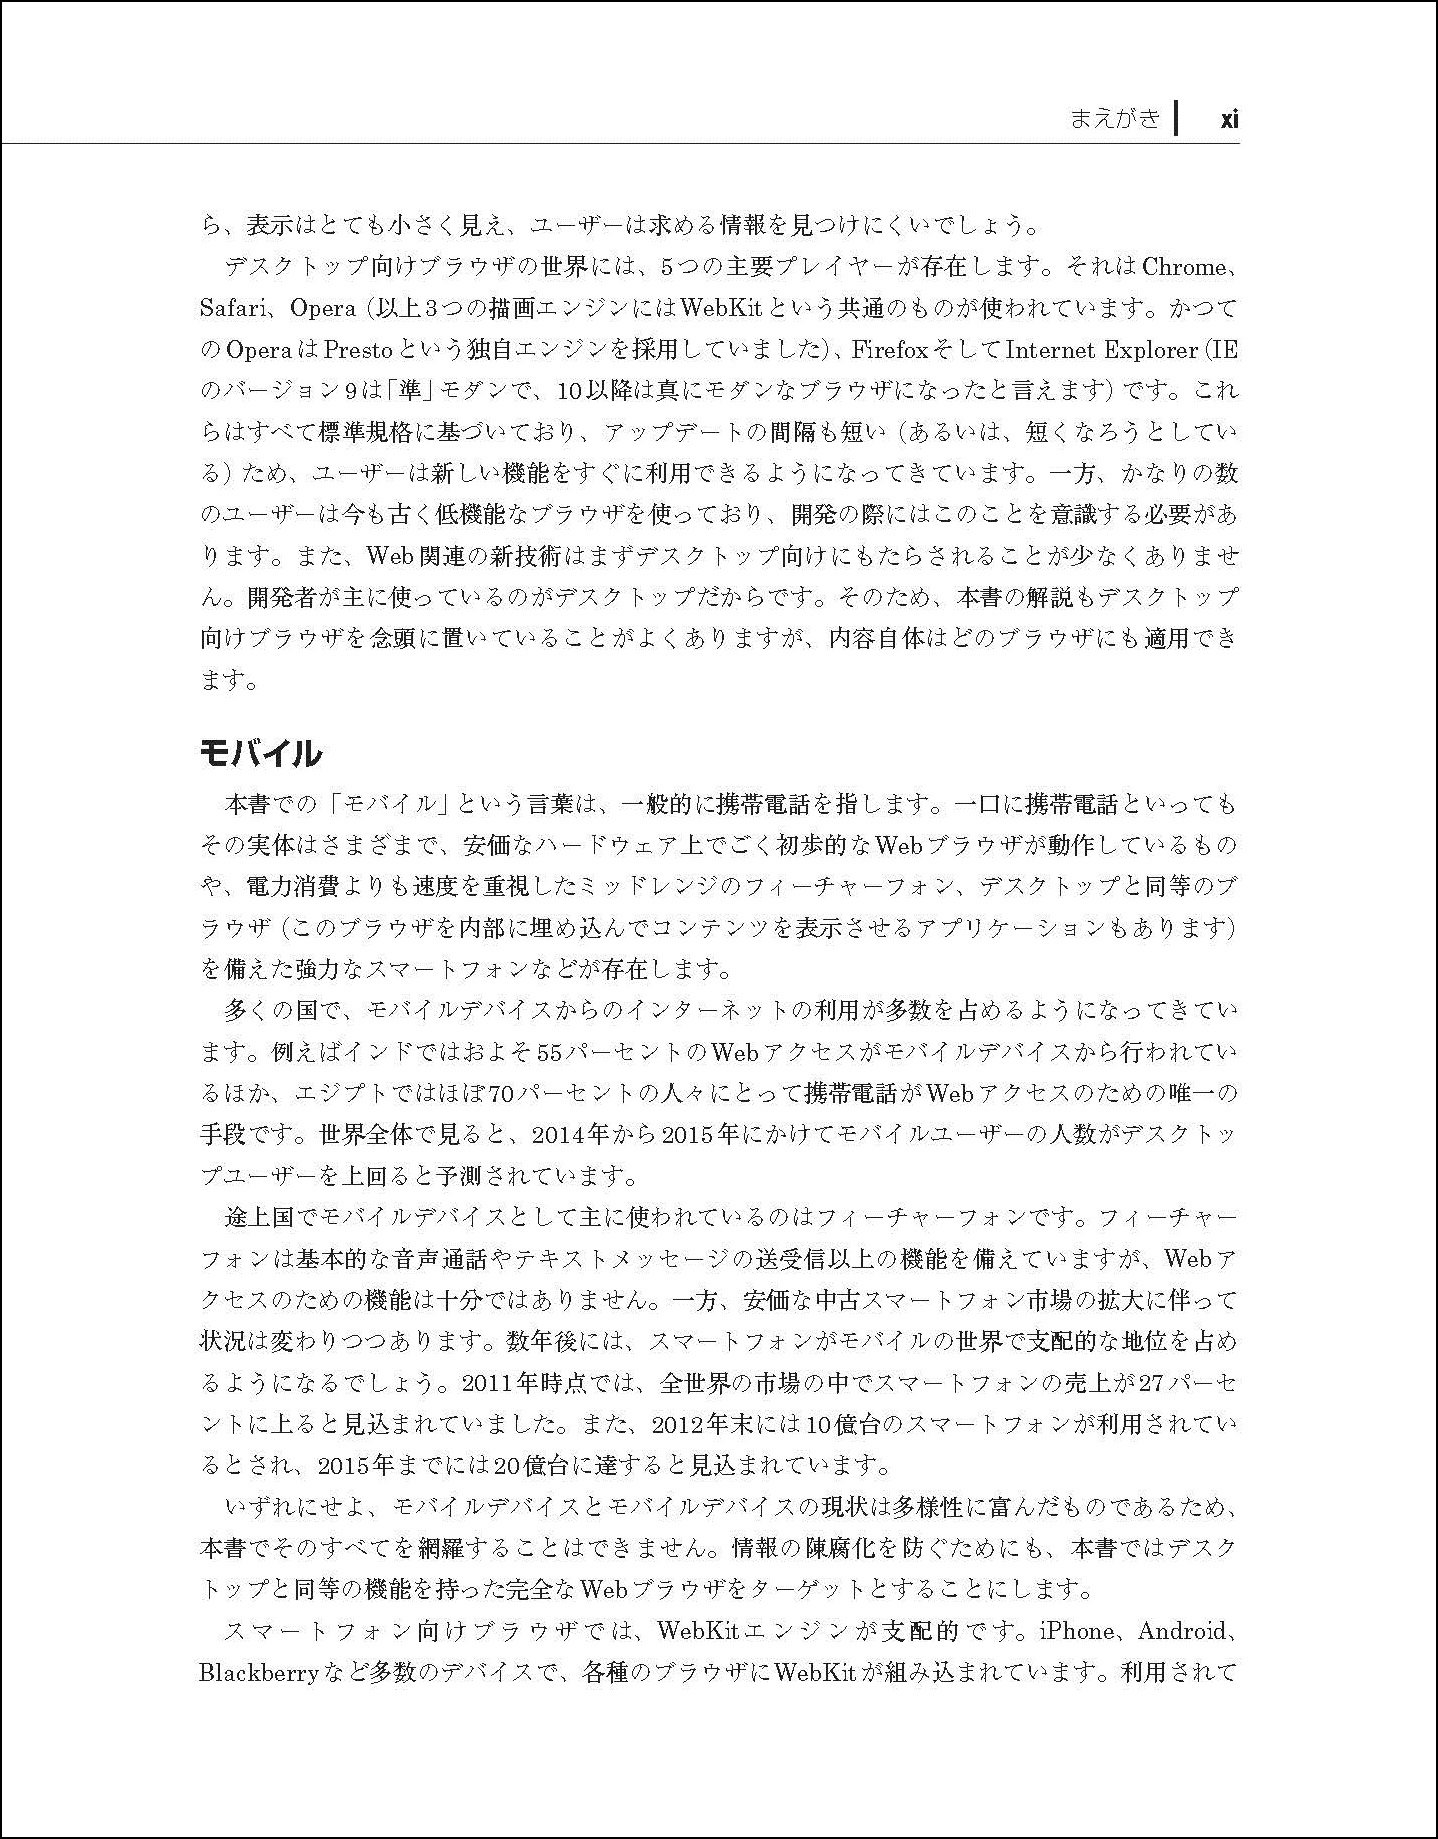 まえがき xi
ら、表示はとても小さく見え、ユーザーは求める情報を見つけにくいでしょう。
デスクトップ向けブラウザの世界には、5つの主要プレイヤーが存在します。それはChrome、
Safari、Opera（以上3つの描画エンジンにはWebKitという共通のものが使われています。かつて
のOperaはPrestoという独自エンジンを採用していました）、FirefoxそしてInternet Explorer（IE
のバージョン9は「準」モダンで、10以降は真にモダンなブラウザになったと言えます）です。これ
らはすべて標準規格に基づいており、アップデートの間隔も短い（あるいは、短くなろうとしてい
る）ため、ユーザーは新しい機能をすぐに利用できるようになってきています。一方、かなりの数
のユーザーは今も古く低機能なブラウザを使っており、開発の際にはこのことを意識する必要があ
ります。また、Web関連の新技術はまずデスクトップ向けにもたらされることが少なくありませ
ん。開発者が主に使っているのがデスクトップだからです。そのため、本書の解説もデスクトップ
向けブラウザを念頭に置いていることがよくありますが、内容自体はどのブラウザにも適用でき
ます。
モバイル
本書での「モバイル」という言葉は、一般的に携帯電話を指します。一口に携帯電話といっても
その実体はさまざまで、安価なハードウェア上でごく初歩的なWebブラウザが動作しているもの
や、電力消費よりも速度を重視したミッドレンジのフィーチャーフォン、デスクトップと同等のブ
ラウザ（このブラウザを内部に埋め込んでコンテンツを表示させるアプリケーションもあります）
を備えた強力なスマートフォンなどが存在します。
多くの国で、モバイルデバイスからのインターネットの利用が多数を占めるようになってきてい
ます。例えばインドではおよそ55パーセントのWebアクセスがモバイルデバイスから行われてい
るほか、エジプトではほぼ70パーセントの人々にとって携帯電話がWebアクセスのための唯一の
手段です。世界全体で見ると、2014年から2015年にかけてモバイルユーザーの人数がデスクトッ
プユーザーを上回ると予測されています。
途上国でモバイルデバイスとして主に使われているのはフィーチャーフォンです。フィーチャー
フォンは基本的な音声通話やテキストメッセージの送受信以上の機能を備えていますが、Webア
クセスのための機能は十分ではありません。一方、安価な中古スマートフォン市場の拡大に伴って
状況は変わりつつあります。数年後には、スマートフォンがモバイルの世界で支配的な地位を占め
るようになるでしょう。2011年時点では、全世界の市場の中でスマートフォンの売上が27パーセ
ントに上ると見込まれていました。また、2012年末には10億台のスマートフォンが利用されてい
るとされ、2015年までには20億台に達すると見込まれています。
いずれにせよ、モバイルデバイスとモバイルデバイスの現状は多様性に富んだものであるため、
本書でそのすべてを網羅することはできません。情報の陳腐化を防ぐためにも、本書ではデスク
トップと同等の機能を持った完全なWebブラウザをターゲットとすることにします。
スマートフォン向けブラウザでは、WebKitエンジンが支配的です。iPhone、Android、
Blackberryなど多数のデバイスで、各種のブラウザにWebKitが組み込まれています。利用されて